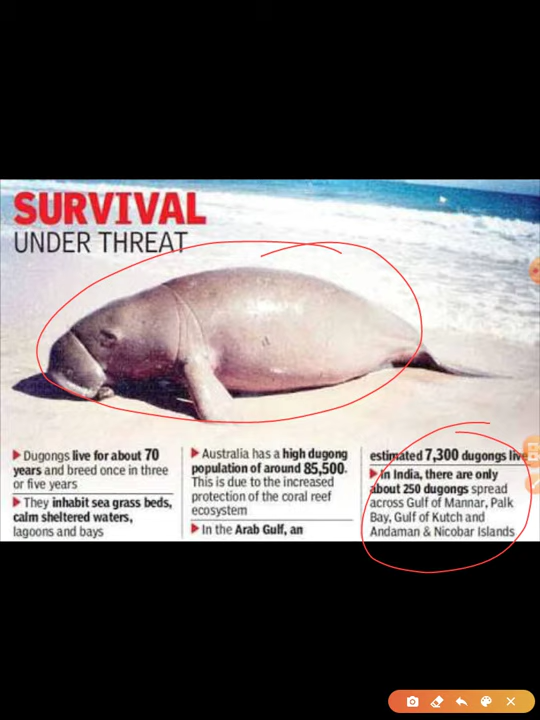 SURVIVAL
UNDER THREAT
Dugongs live for about 70
years and breed once in three
or five years
They inhabit sea grass beds,
calm sheltered waters,
lagoons and bays
Australia has a high dugong
population of around 85,500.
This is due to the increased
protection of the coral reef
ecosystem
In the Arab Gulf, an
estimated 7,300 dugongs live
In India, there are only
about 250 dugongs spread
across Gulf of Mannar, Palk
Bay, Gulf of Kutch and
Andaman & Nicobar Islands